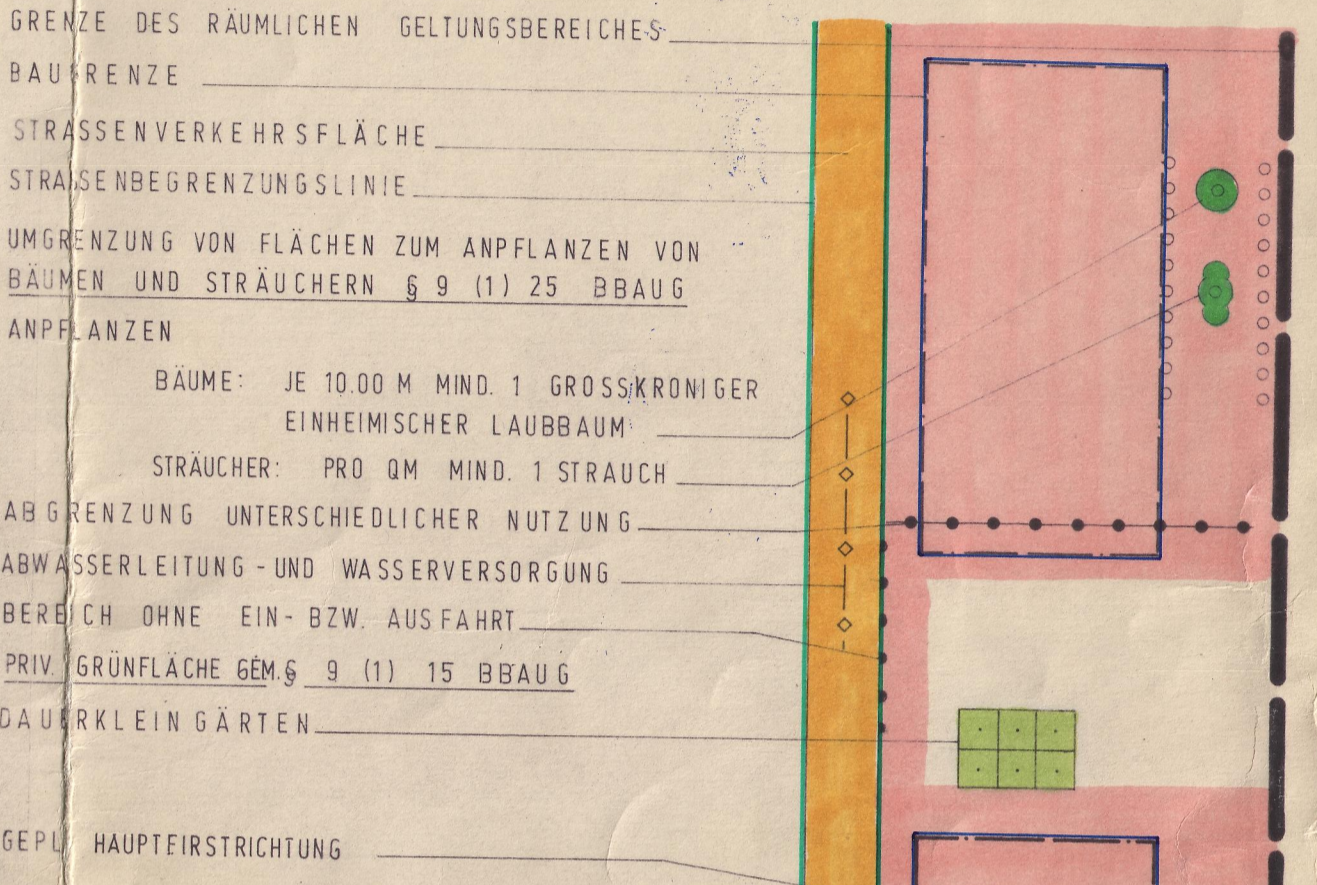 GRENZE DES RÄUMLICHEN GELTUNGSBEREICHES
BAUGRENZE
STRASSENVERKEHRSFLÄCHE
STRASSENBEGRENZUNGSLINIE
UMGRENZUNG VON FLÄCHEN ZUM ANPFLANZEN VON
BÄUMEN UND STRÄUCHERN § 9 (1) 25 BBAUG
ANPFLANZEN
BÄUME: JE 10.00 M MIND. 1 GROSSKRONIGER
EINHEIMISCHER LAUBBAUM
STRÄUCHER: PRO QM MIND. 1 STRAUCH
ABGRENZUNG UNTERSCHIEDLICHER NUTZUNG
ABWASSERLEITUNG - UND WASSERVERSORGUNG
BEREICH OHNE EIN- BZW. AUSFAHRT
PRIV. GRÜNFLÄCHE GEM. § 9 (1) 15 BBAUG
DAUERKLEINGÄRTEN
GEPL. HAUPTFIRSTRICHTUNG